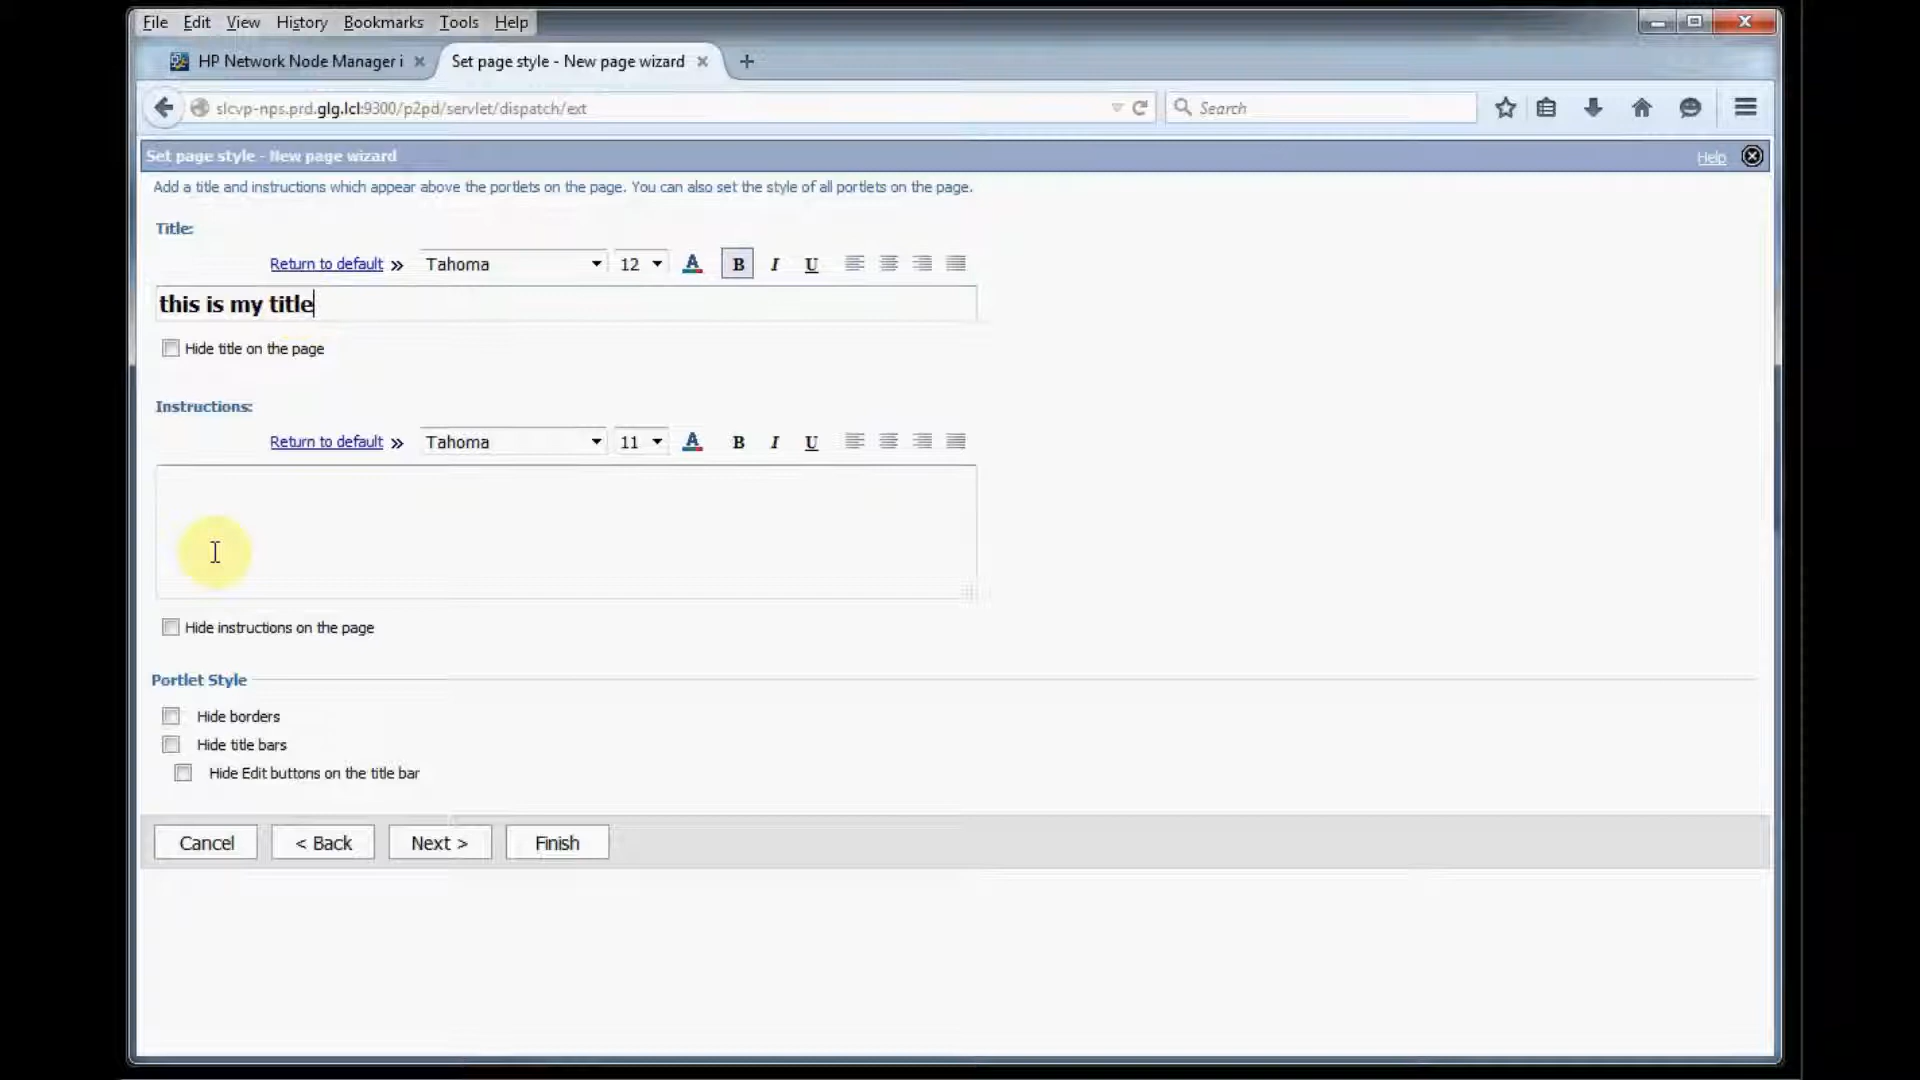 File Edit View History Bookmarks Tools Help
HP Network Node Manager i
Set page style - New page wizard
slcvp-nps.prd.glg.lcl:9300/p2pd/servlet/dispatch/ext
Search
Set page style - New page wizard
Help
Add a title and instructions which appear above the portlets on the page. You can also set the style of all portlets on the page.
Title:
Return to default » Tahoma 12 A B I U
this is my title
Hide title on the page
Instructions:
Return to default » Tahoma 11 A B I U
Hide instructions on the page
Portlet Style
Hide borders
Hide title bars
Hide Edit buttons on the title bar
Cancel < Back Next > Finish